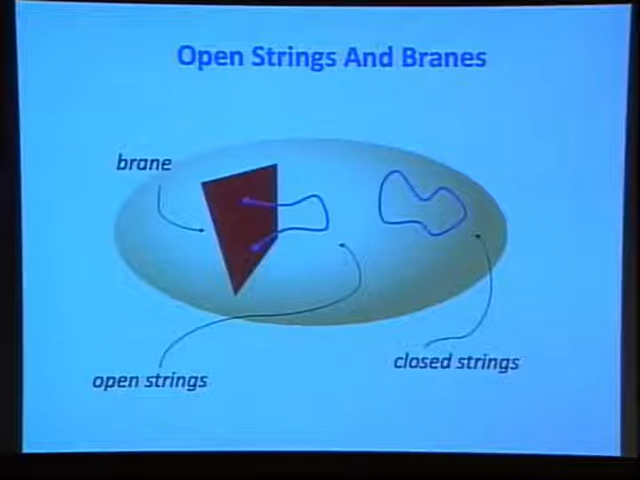 Open Strings And Branes
brane
closed strings
open strings